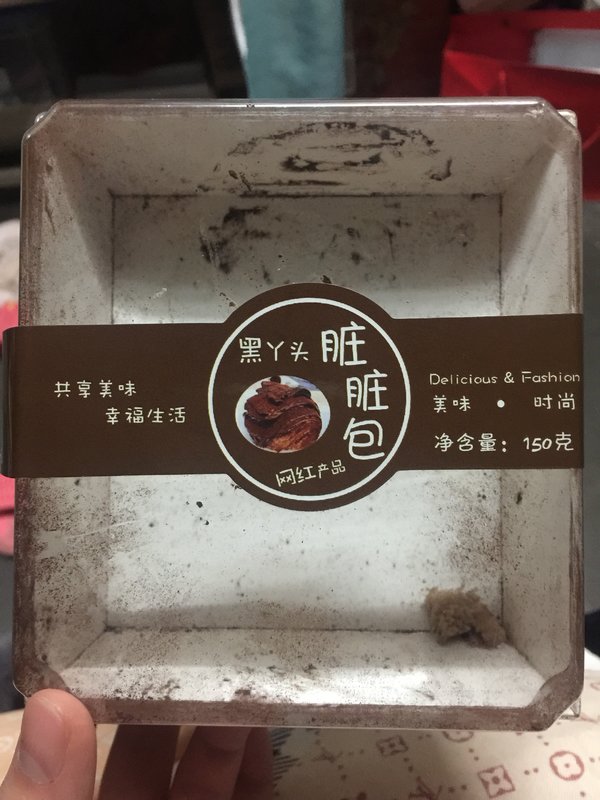 共享美味
幸福生活
黑丫头
脏脏包
网红产品
Delicious & Fashion
美味 • 时尚
净含量：150克